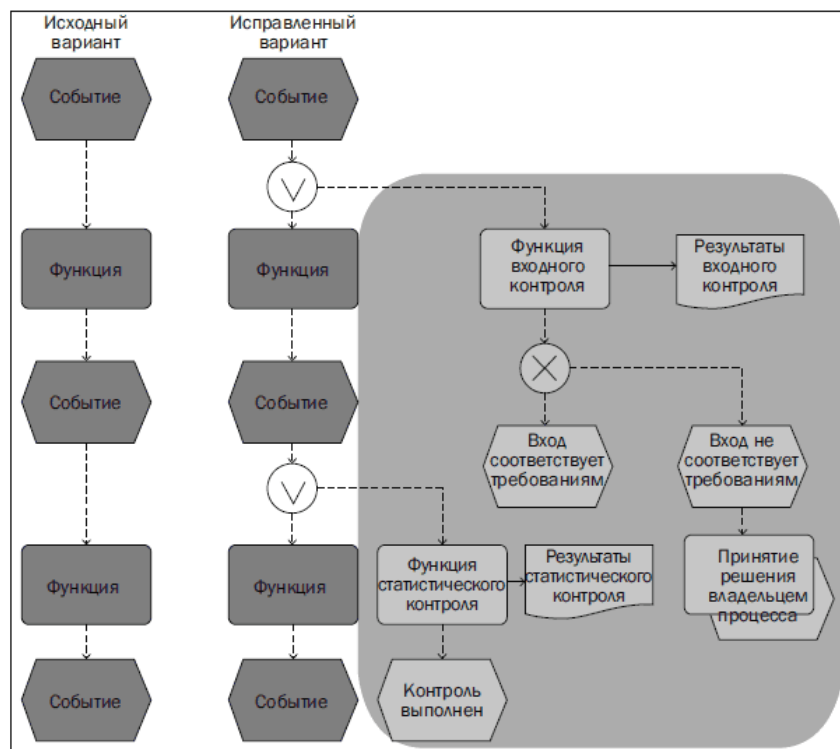 Исходный
вариант
Исправленный
вариант
Событие
Событие
Функция
Функция
Функция
входного
контроля
Результаты
входного
контроля
Событие
Событие
Вход
соответствует
требованиям
Вход не
соответствует
требованиям
Функция
Функция
Функция
статистического
контроля
Результаты
статистического
контроля
Принятие
решения
владельцем
процесса
Событие
Событие
Контроль
выполнен